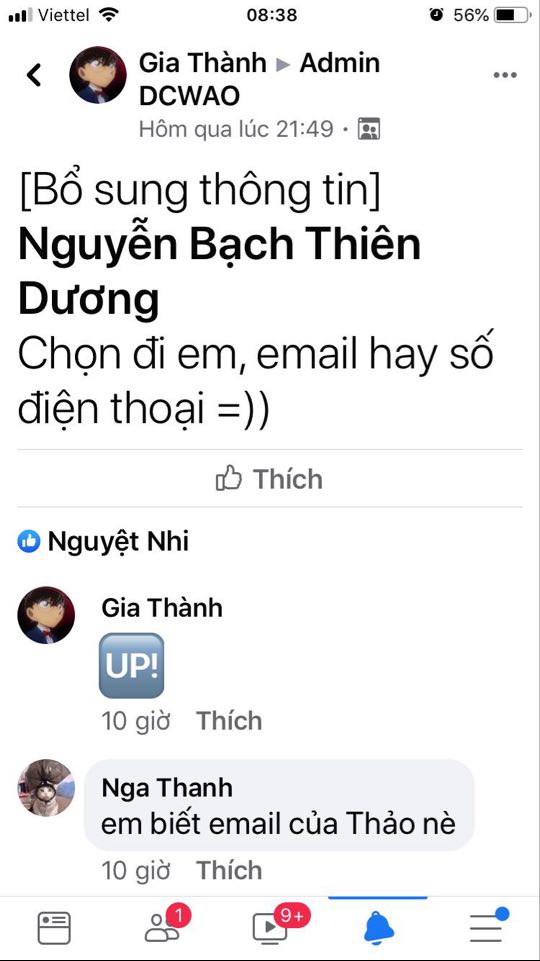 Viettel 08:38 56%
Gia Thành ▸ Admin
DCWAO
Hôm qua lúc 21:49 ·
[Bổ sung thông tin]
Nguyễn Bạch Thiên
Dương
Chọn đi em, email hay số
điện thoại =))
Thích
Nguyệt Nhi
Gia Thành
UP!
10 giờ Thích
Nga Thanh
em biết email của Thảo nè
10 giờ Thích
1 9+